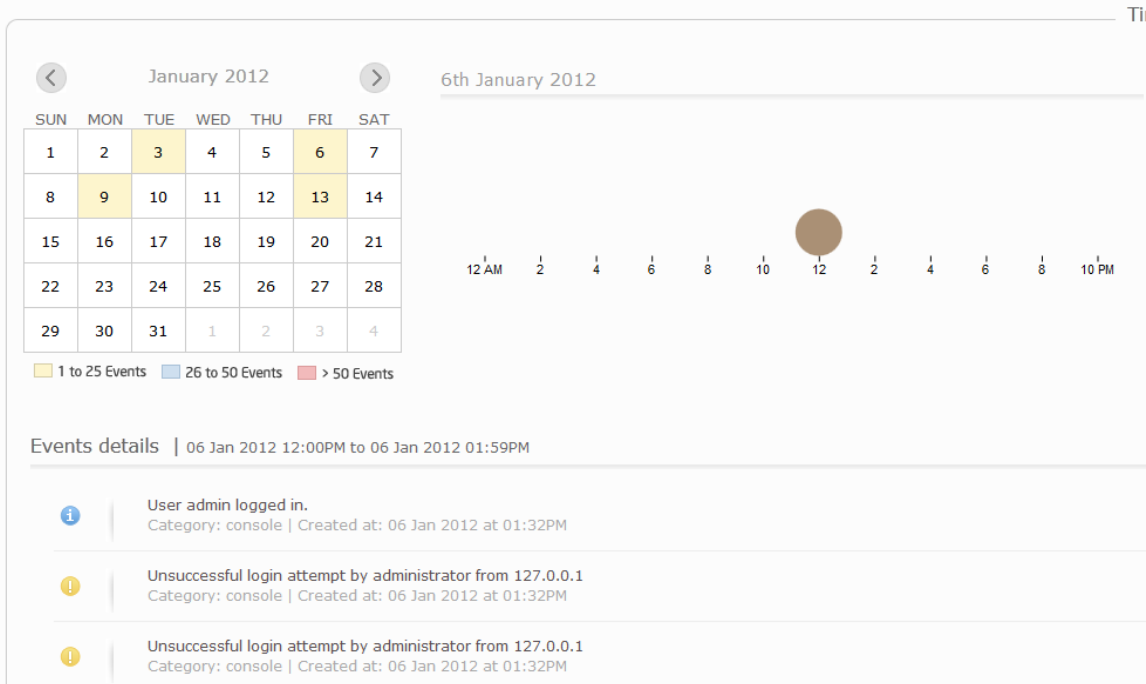 January 2012
SUN MON TUE WED THU FRI SAT
1 2 3 4 5 6 7
8 9 10 11 12 13 14
15 16 17 18 19 20 21
22 23 24 25 26 27 28
29 30 31 1 2 3 4
1 to 25 Events 26 to 50 Events > 50 Events
6th January 2012
12 AM 2 4 6 8 10 12 2 4 6 8 10 PM
Events details | 06 Jan 2012 12:00PM to 06 Jan 2012 01:59PM
User admin logged in.
Category: console | Created at: 06 Jan 2012 at 01:32PM
Unsuccessful login attempt by administrator from 127.0.0.1
Category: console | Created at: 06 Jan 2012 at 01:32PM
Unsuccessful login attempt by administrator from 127.0.0.1
Category: console | Created at: 06 Jan 2012 at 01:32PM